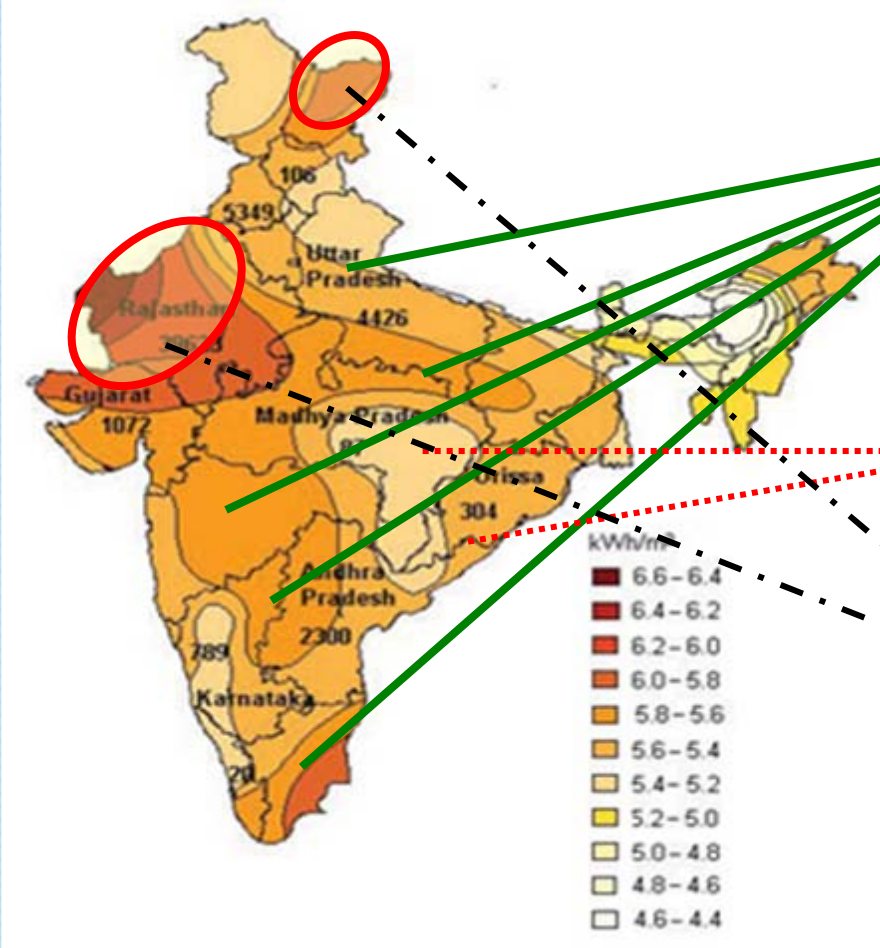 106
5349
Uttar
Pradesh
4426
Rajasthan
Gujarat
1072
Madhya Pradesh
Orissa
304
kWh/m²
Andhra
Pradesh
2300
789
Karnataka
20
6.6–6.4
6.4–6.2
6.2–6.0
6.0–5.8
5.8–5.6
5.6–5.4
5.4–5.2
5.2–5.0
5.0–4.8
4.8–4.6
4.6–4.4